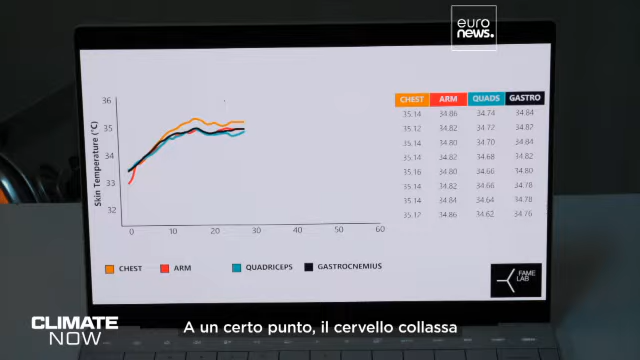 euro
news.
36
35
34
33
32
Skin Temperature (°C)
0 10 20 30 40 50 60
CHEST ARM QUADRICEPS GASTROCNEMIUS
CHEST ARM QUADS GASTRO
35.14 34.86 34.74 34.84
35.12 34.82 34.72 34.87
35.14 34.80 34.70 34.84
35.14 34.82 34.68 34.82
35.16 34.80 34.66 34.80
35.14 34.82 34.66 34.78
35.14 34.84 34.64 34.78
35.17 34.86 34.62 34.76
FAME
LAB
CLIMATE
NOW
A un certo punto, il cervello collassa